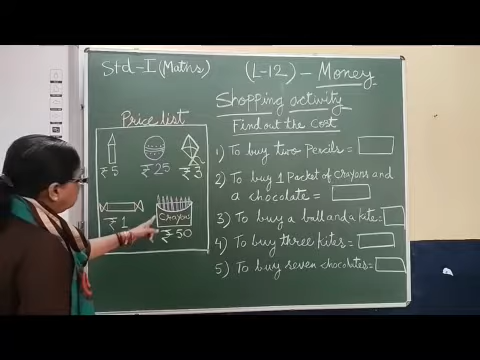 Std-I (Maths)
(L-12) - Money
Shopping activity
Find out the Cost
Price list
₹ 5
₹ 25
₹ 3
₹ 1
Crayons
₹ 50
1) To buy two Pencils =
2) To buy 1 Packet of Crayons and
a chocolate =
3) To buy a ball and a kite =
4) To buy three kites =
5) To buy seven chocolates =